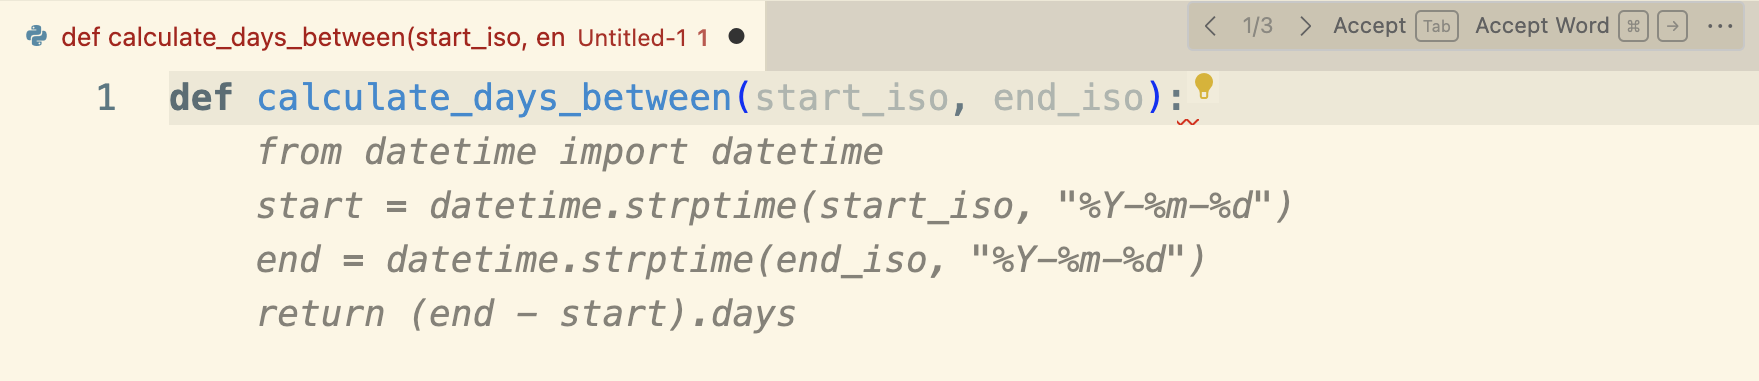 def calculate_days_between(start_iso, en Untitled-1 1
1/3 Accept Tab Accept Word ⌘ → ···
1 def calculate_days_between(start_iso, end_iso):
from datetime import datetime
start = datetime.strptime(start_iso, "%Y-%m-%d")
end = datetime.strptime(end_iso, "%Y-%m-%d")
return (end - start).days